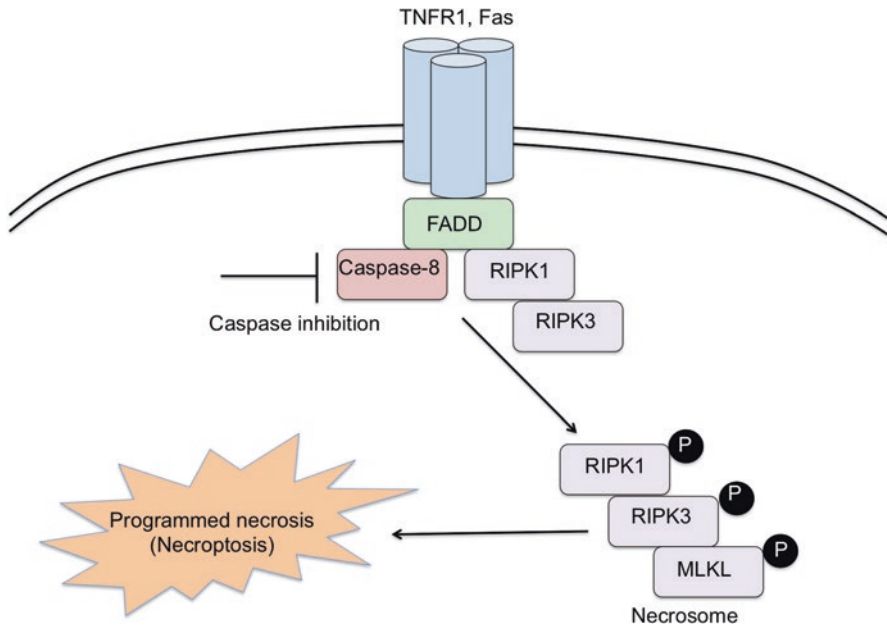 TNFR1, Fas
FADD
Caspase-8
RIPK1
RIPK3
Caspase inhibition
P
RIPK1
P
RIPK3
P
MLKL
Necrosome
Programmed necrosis
(Necroptosis)